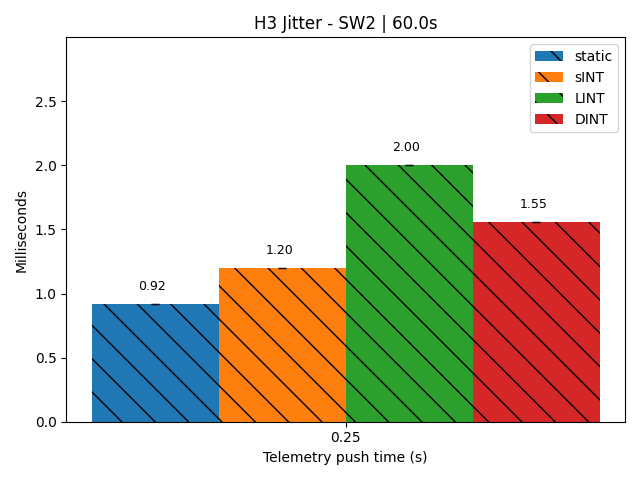 H3 Jitter - SW2 | 60.0s
static
sINT
LINT
DINT
2.5
2.0
1.5
1.0
0.5
0.0
Milliseconds
0.92
1.20
2.00
1.55
0.25
Telemetry push time (s)